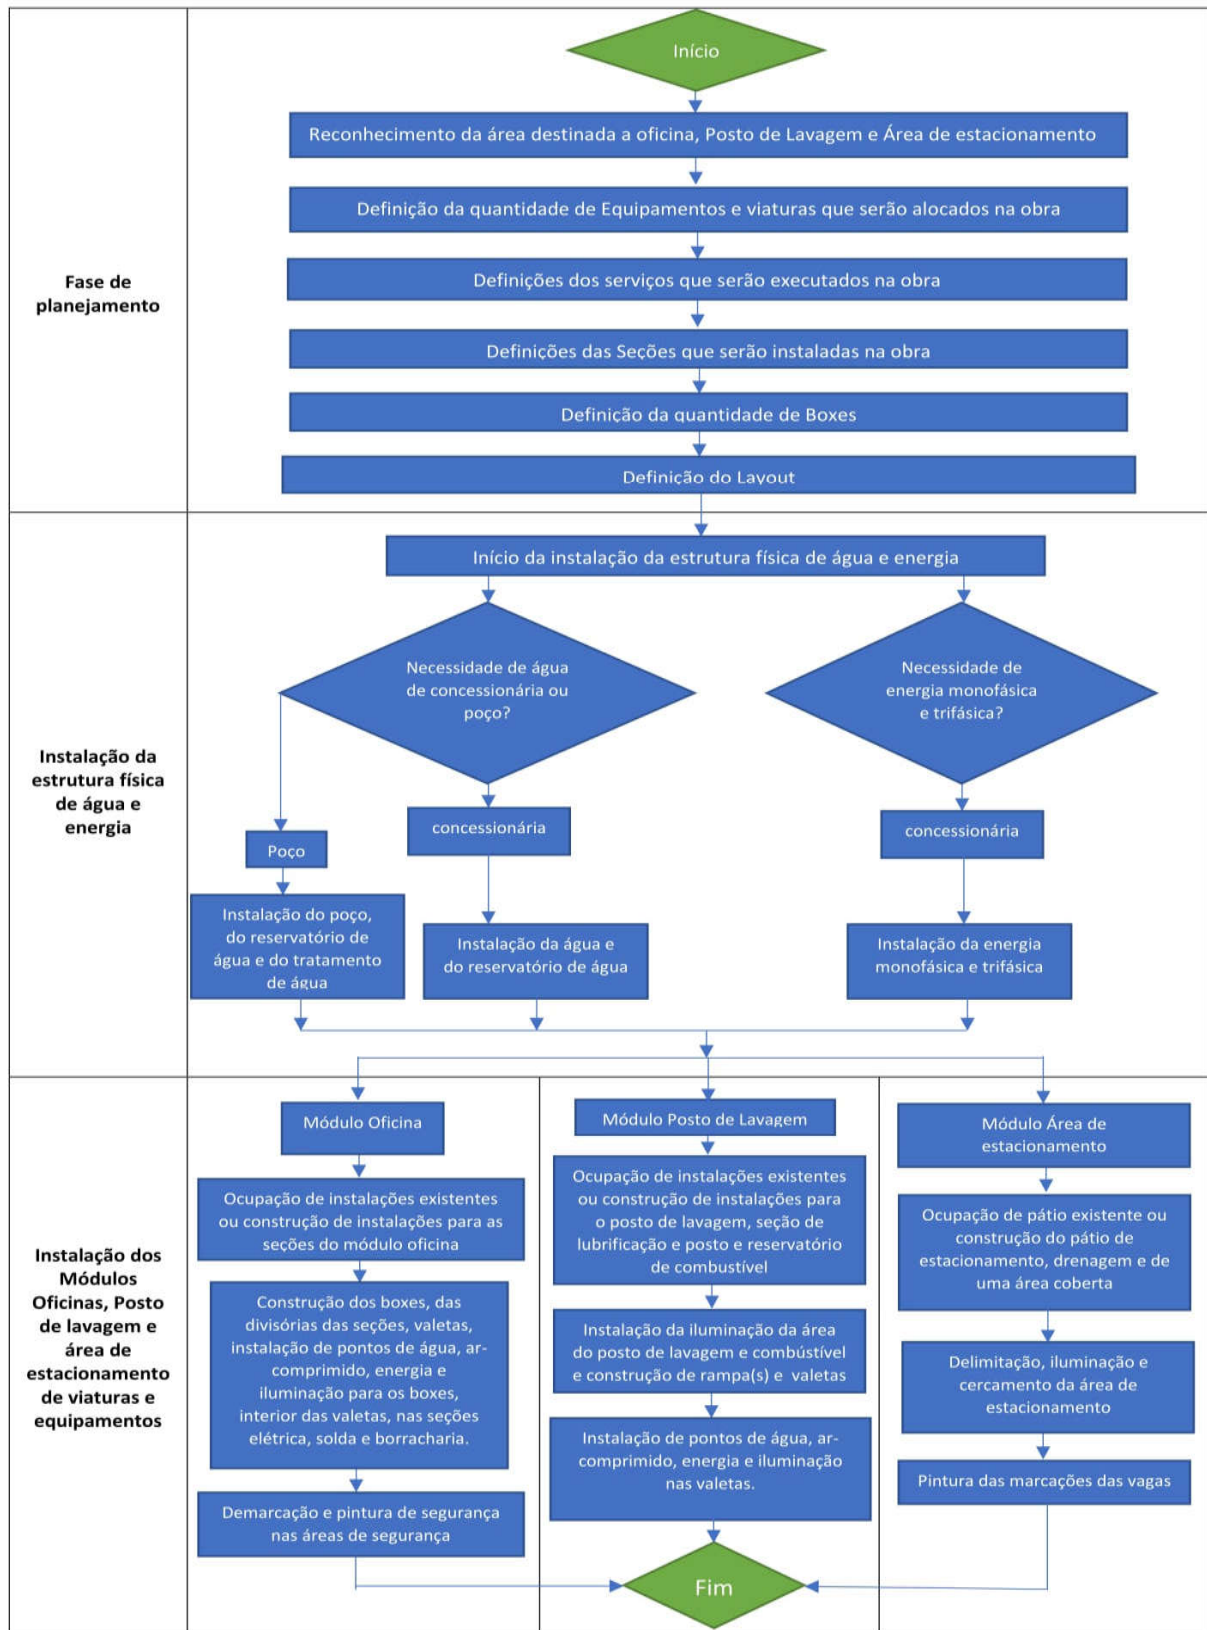 Início
Reconhecimento da área destinada a oficina, Posto de Lavagem e Área de estacionamento
Definição da quantidade de Equipamentos e viaturas que serão alocados na obra
Fase de
planejamento
Definições dos serviços que serão executados na obra
Definições das Seções que serão instaladas na obra
Definição da quantidade de Boxes
Definição do Layout
Instalação da
estrutura física
de água e
energia
Início da instalação da estrutura física de água e energia
Necessidade de água
de concessionária ou
poço?
Necessidade de
energia monofásica
e trifásica?
Poço
concessionária
concessionária
Instalação do poço,
do reservatório de
água e do tratamento
de água
Instalação da água e
do reservatório de água
Instalação da energia
monofásica e trifásica
Instalação dos
Módulos
Oficinas, Posto
de lavagem e
área de
estacionamento
de viaturas e
equipamentos
Módulo Oficina
Ocupação de instalações existentes
ou construção de instalações para as
seções do módulo oficina
Construção dos boxes, das
divisórias das seções, valetas,
instalação de pontos de água, ar-
comprimido, energia e
iluminação para os boxes,
interior das valetas, nas seções
elétrica, solda e borracharia.
Demarcação e pintura de segurança
nas áreas de segurança
Módulo Posto de Lavagem
Ocupação de instalações existentes
ou construção de instalações para
o posto de lavagem, seção de
lubrificação e posto e reservatório
de combustível
Instalação da iluminação da área
do posto de lavagem e combústível
e construção de rampa(s) e valetas
Instalação de pontos de água, ar-
comprimido, energia e iluminação
nas valetas.
Módulo Área de
estacionamento
Ocupação de pátio existente ou
construção do pátio de
estacionamento, drenagem e de
uma área coberta
Delimitação, iluminação e
cercamento da área de
estacionamento
Pintura das marcações das vagas
Fim